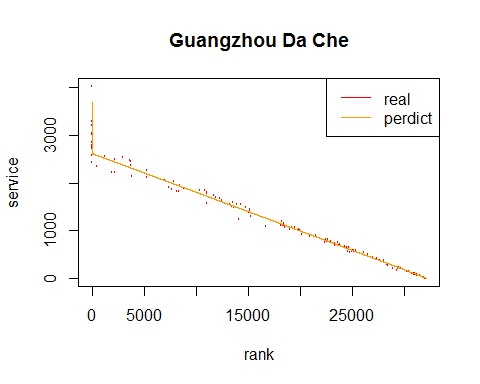 Guangzhou Da Che
real
perdict
service
3000
1000
0
0
5000
15000
25000
rank